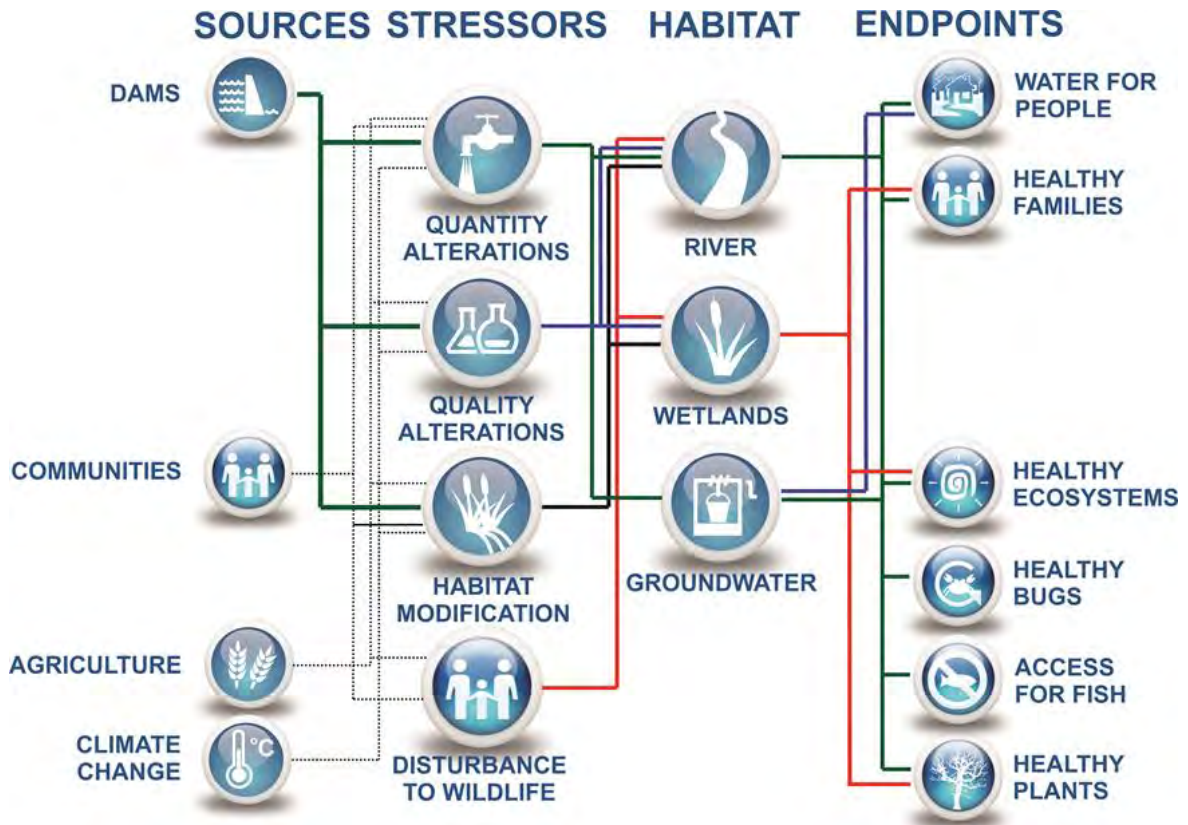 SOURCES STRESSORS HABITAT ENDPOINTS
DAMS
COMMUNITIES
AGRICULTURE
CLIMATE
CHANGE
°C
QUANTITY
ALTERATIONS
QUALITY
ALTERATIONS
HABITAT
MODIFICATION
DISTURBANCE
TO WILDLIFE
RIVER
WETLANDS
GROUNDWATER
WATER FOR
PEOPLE
HEALTHY
FAMILIES
HEALTHY
ECOSYSTEMS
HEALTHY
BUGS
ACCESS
FOR FISH
HEALTHY
PLANTS